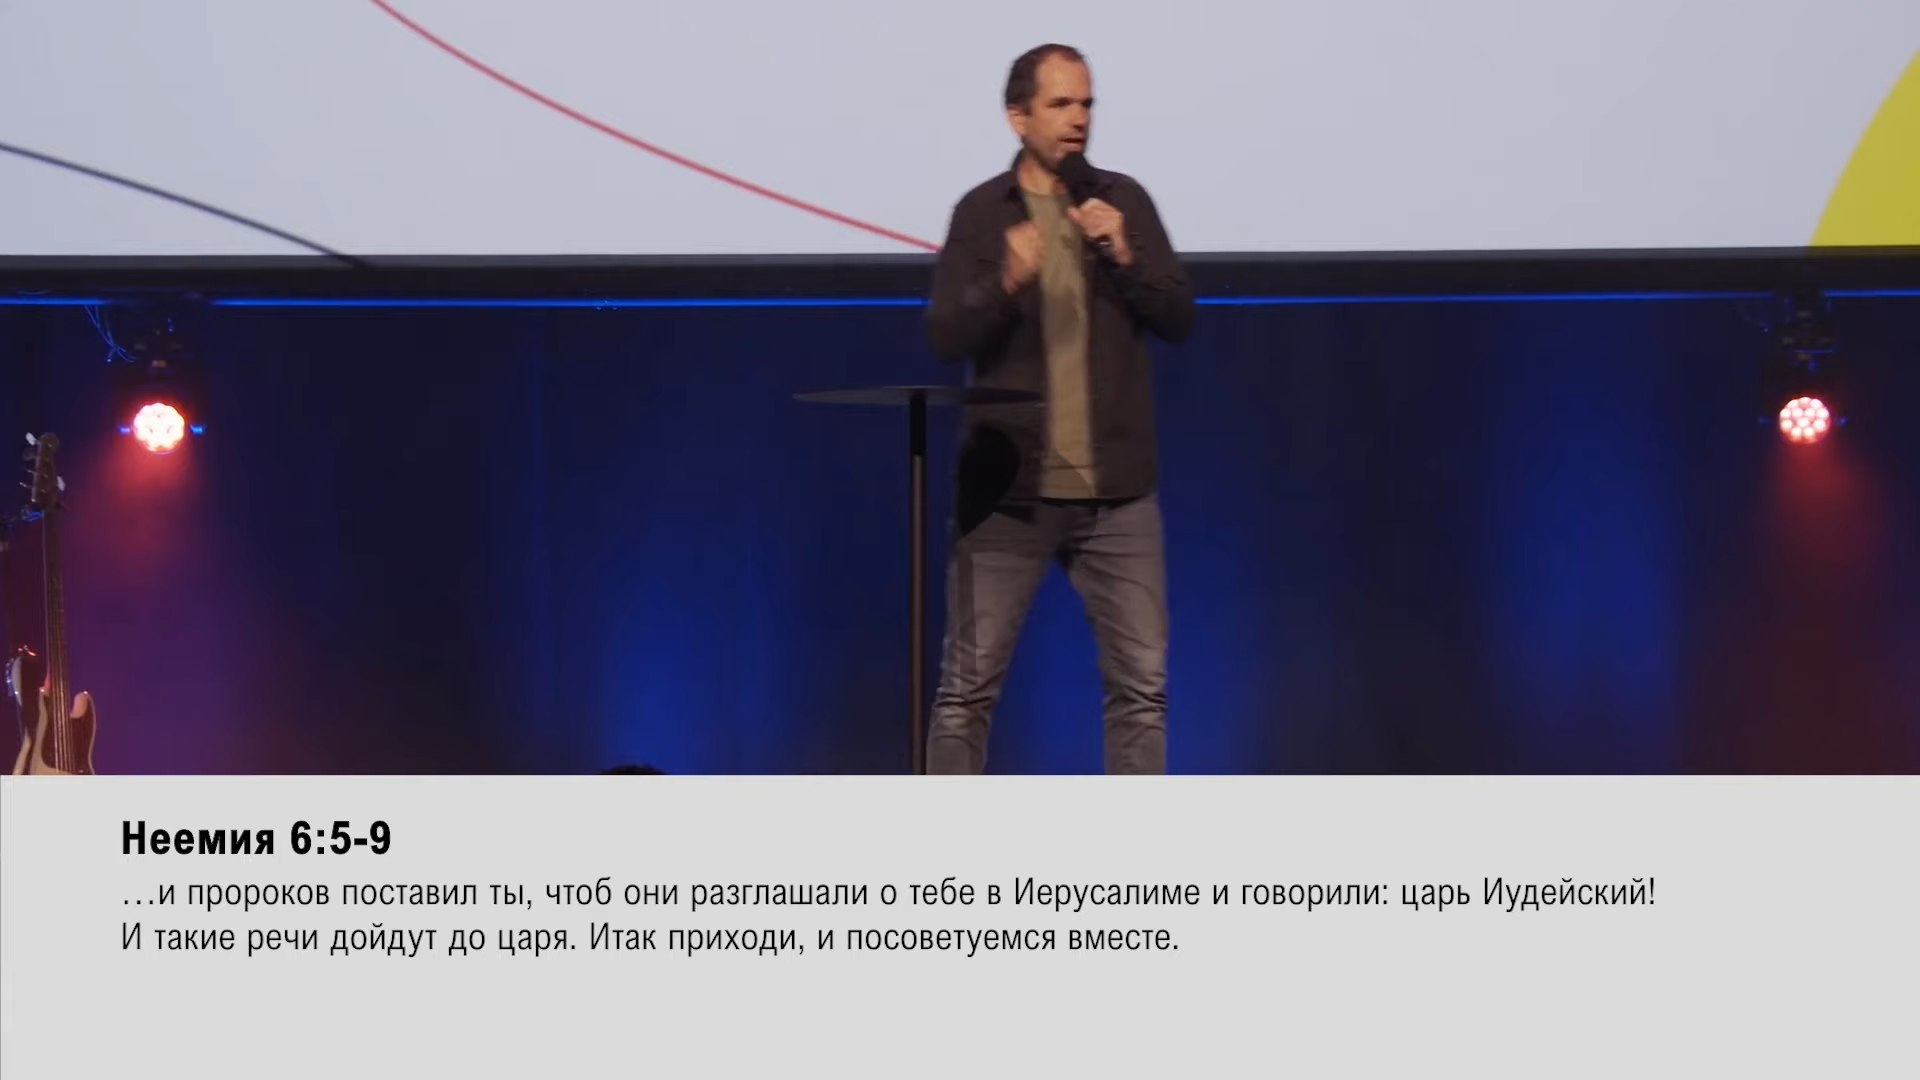 Неемия 6:5-9
…и пророков поставил ты, чтоб они разглашали о тебе в Иерусалиме и говорили: царь Иудейский!
И такие речи дойдут до царя. Итак приходи, и посоветуемся вместе.